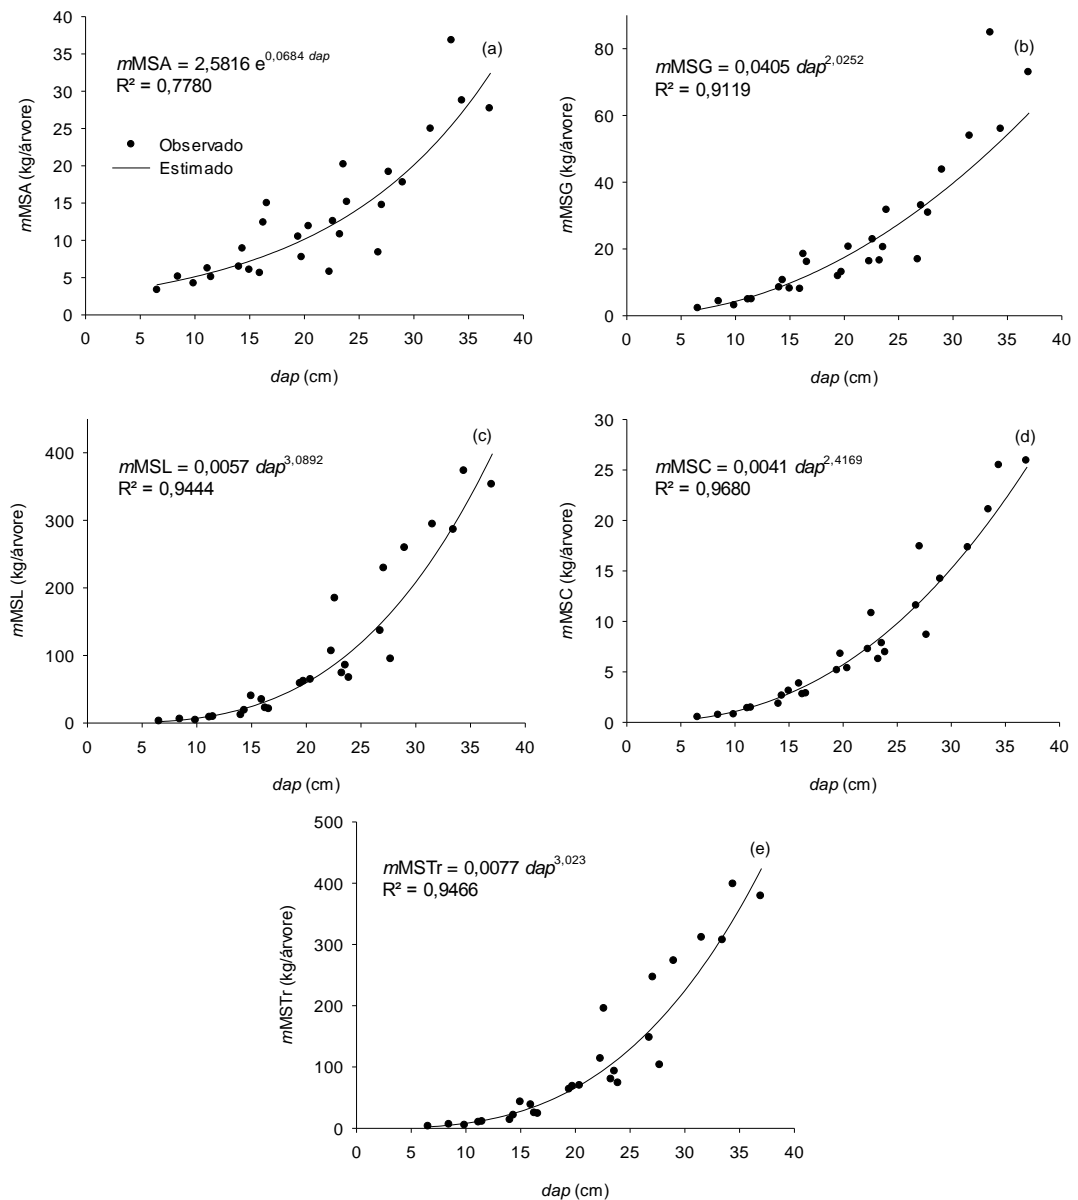 (a)
mMSA = 2,5816 e^0,0684 dap
R² = 0,7780
Observado
Estimado
mMSA (kg/árvore)
40
35
30
25
20
15
10
5
0
0 5 10 15 20 25 30 35 40
dap (cm)
(b)
mMSG = 0,0405 dap^2,0252
R² = 0,9119
mMSG (kg/árvore)
80
60
40
20
0
0 5 10 15 20 25 30 35 40
dap (cm)
(c)
mMSL = 0,0057 dap^3,0892
R² = 0,9444
mMSL (kg/árvore)
400
300
200
100
0
0 5 10 15 20 25 30 35 40
dap (cm)
(d)
mMSC = 0,0041 dap^2,4169
R² = 0,9680
mMSC (kg/árvore)
30
25
20
15
10
5
0
0 5 10 15 20 25 30 35 40
dap (cm)
(e)
mMSTr = 0,0077 dap^3,023
R² = 0,9466
mMSTr (kg/árvore)
500
400
300
200
100
0
0 5 10 15 20 25 30 35 40
dap (cm)